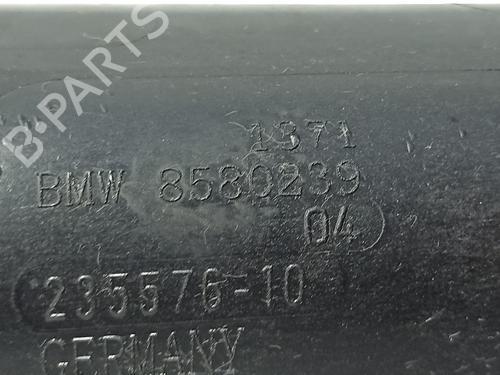 B-PARTS
1371
BMW 8580239
04
235576-10
GERMANY